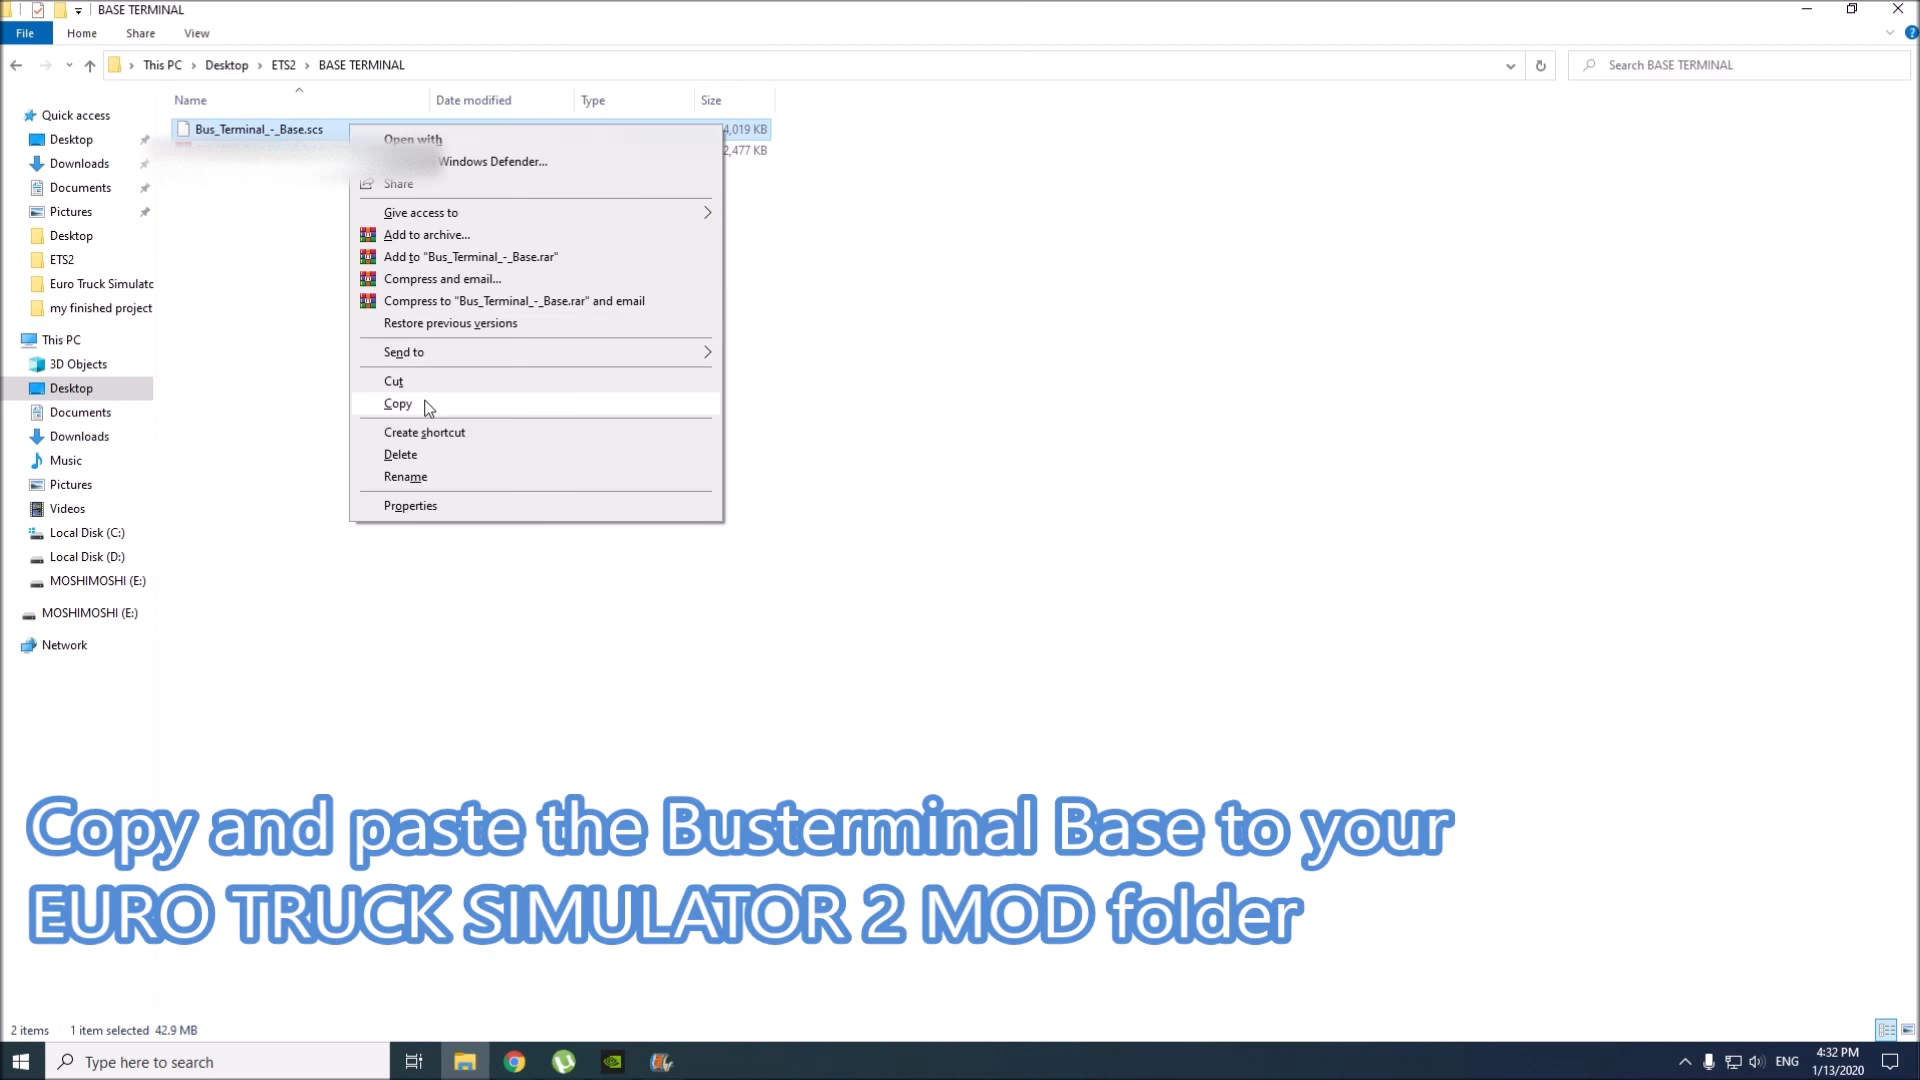 BASE TERMINAL
File Home Share View
This PC > Desktop > ETS2 > BASE TERMINAL
Search BASE TERMINAL
Name Date modified Type Size
Bus_Terminal_-_Base.scs
4,019 KB
2,477 KB
Quick access
Desktop
Downloads
Documents
Pictures
Desktop
ETS2
Euro Truck Simulatc
my finished project
This PC
3D Objects
Desktop
Documents
Downloads
Music
Pictures
Videos
Local Disk (C:)
Local Disk (D:)
MOSHIMOSHI (E:)
MOSHIMOSHI (E:)
Network
Open with
Windows Defender...
Share
Give access to
Add to archive...
Add to "Bus_Terminal_-_Base.rar"
Compress and email...
Compress to "Bus_Terminal_-_Base.rar" and email
Restore previous versions
Send to
Cut
Copy
Create shortcut
Delete
Rename
Properties
Copy and paste the Busterminal Base to your
EURO TRUCK SIMULATOR 2 MOD folder
2 items 1 item selected 42.9 MB
Type here to search
ENG
4:32 PM
1/13/2020